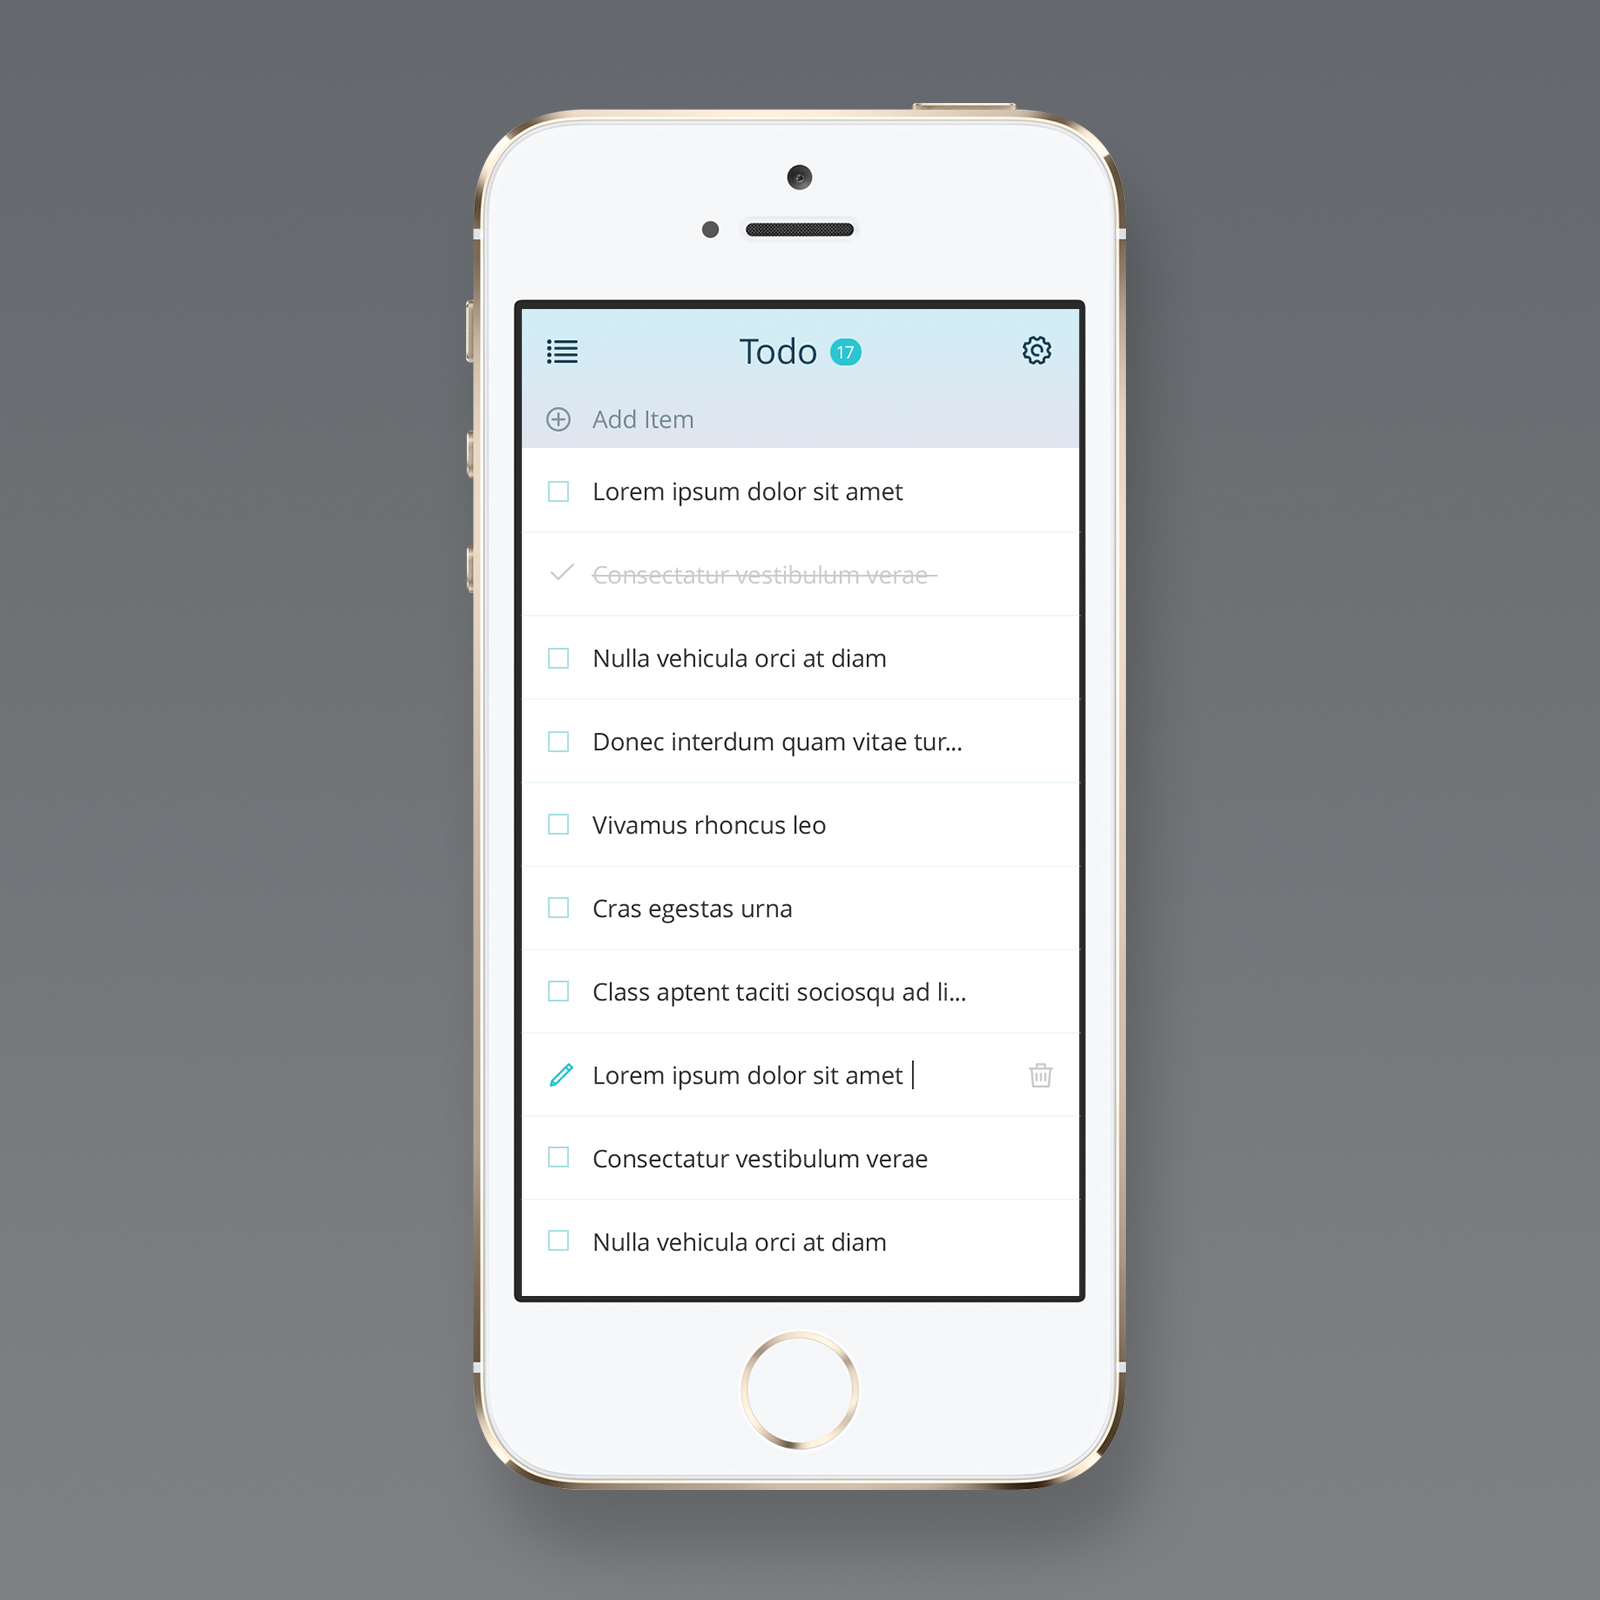 Todo 17
Add Item
Lorem ipsum dolor sit amet
Consectatur vestibulum verae
Nulla vehicula orci at diam
Donec interdum quam vitae tur...
Vivamus rhoncus leo
Cras egestas urna
Class aptent taciti sociosqu ad li...
Lorem ipsum dolor sit amet
Consectatur vestibulum verae
Nulla vehicula orci at diam